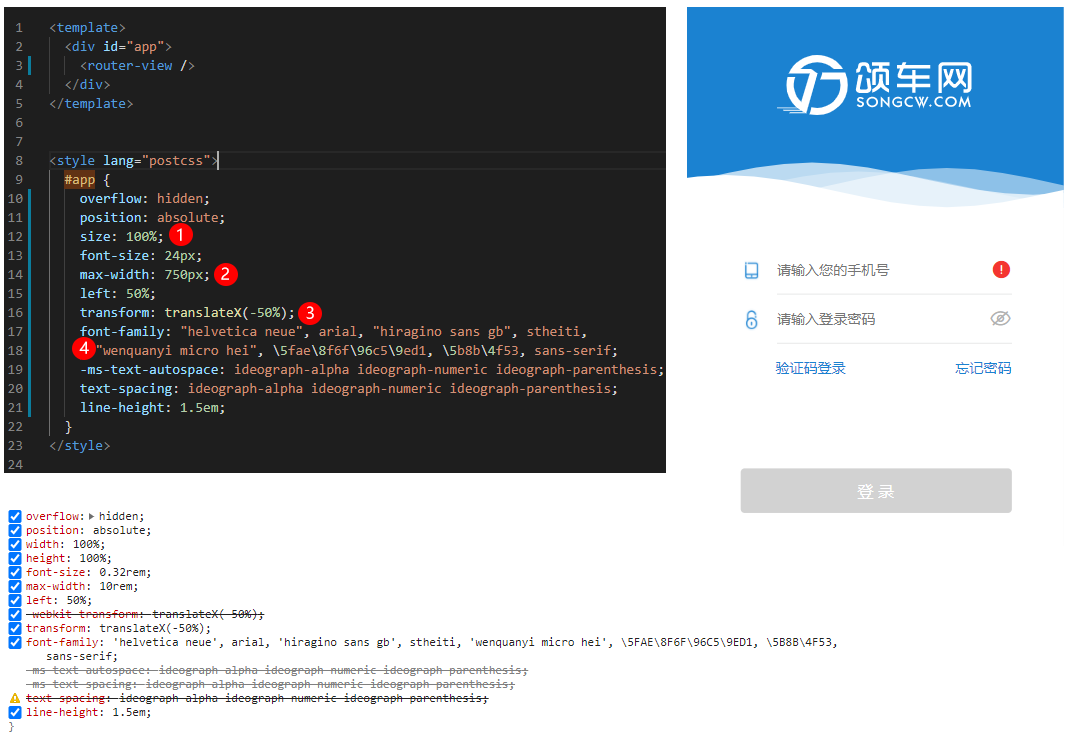 1 <template>
2 <div id="app">
3 <router-view />
4 </div>
5 </template>
6
7
8 <style lang="postcss">
9 #app {
10 overflow: hidden;
11 position: absolute;
12 size: 100%; 1
13 font-size: 24px;
14 max-width: 750px; 2
15 left: 50%;
16 transform: translateX(-50%); 3
17 font-family: "helvetica neue", arial, "hiragino sans gb", stheiti,
18 4 "wenquanyi micro hei", \5fae\8f6f\96c5\9ed1, \5b8b\4f53, sans-serif;
19 -ms-text-autospace: ideograph-alpha ideograph-numeric ideograph-parenthesis;
20 text-spacing: ideograph-alpha ideograph-numeric ideograph-parenthesis;
21 line-height: 1.5em;
22 }
23 </style>
24
颂车网
SONGCW.COM
请输入您的手机号
!
请输入登录密码
验证码登录 忘记密码
登录
overflow: hidden;
position: absolute;
width: 100%;
height: 100%;
font-size: 0.32rem;
max-width: 10rem;
left: 50%;
-webkit-transform: translateX(-50%);
transform: translateX(-50%);
font-family: 'helvetica neue', arial, 'hiragino sans gb', stheiti, 'wenquanyi micro hei', \5FAE\8F6F\96C5\9ED1, \5B8B\4F53,
sans-serif;
-ms-text-autospace: ideograph-alpha ideograph-numeric ideograph-parenthesis;
-ms-text-spacing: ideograph-alpha ideograph-numeric ideograph-parenthesis;
text-spacing: ideograph-alpha ideograph-numeric ideograph-parenthesis;
line-height: 1.5em;
}